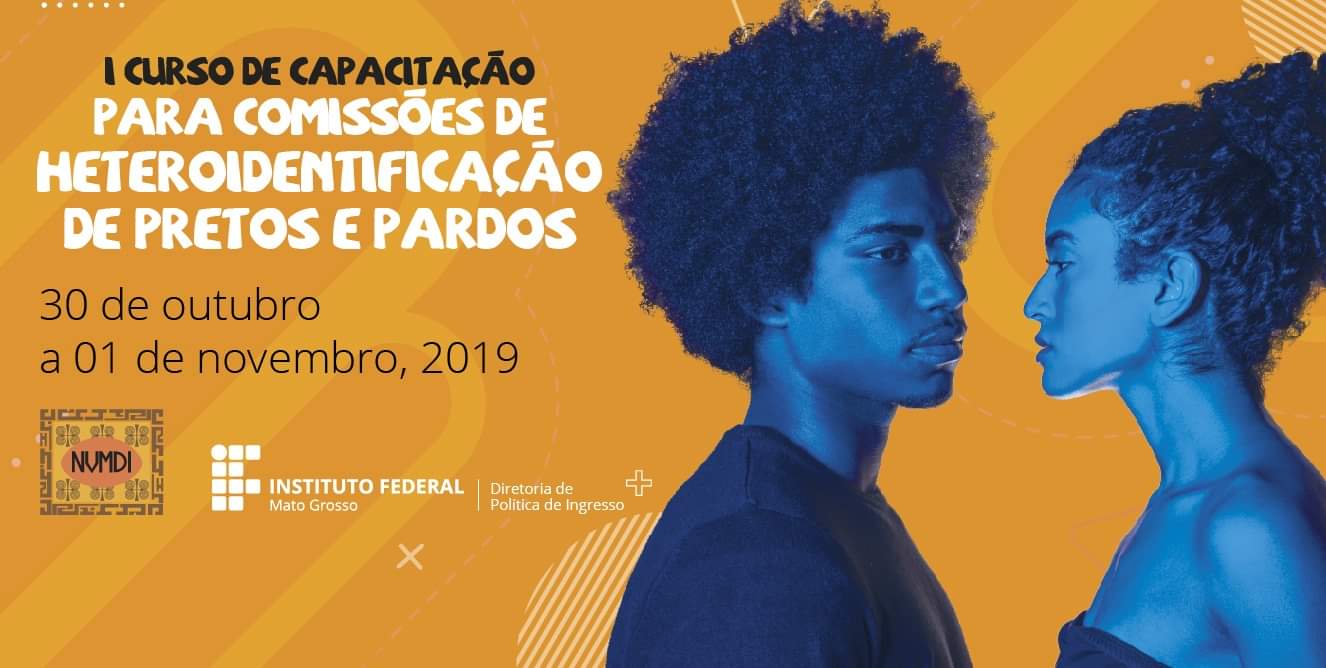 I CURSO DE CAPACITAÇÃO
PARA COMISSÕES DE
HETEROIDENTIFICAÇÃO
DE PRETOS E PARDOS
30 de outubro
a 01 de novembro, 2019
NUMDI
INSTITUTO FEDERAL
Mato Grosso
Diretoria de
Política de Ingresso